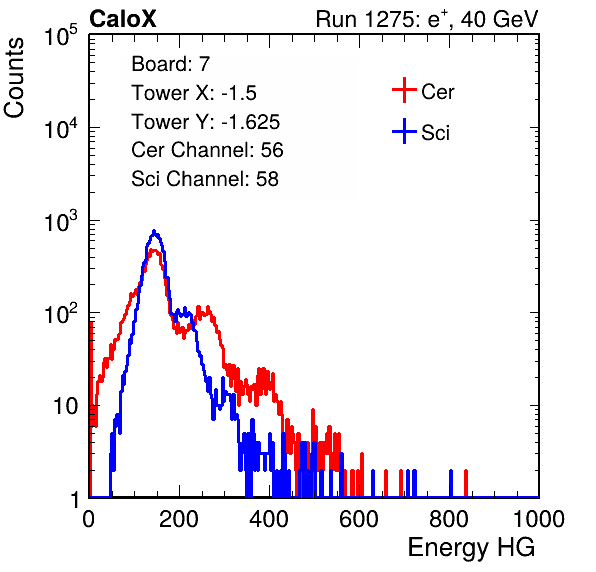 CaloX Run 1275: e⁺, 40 GeV
Board: 7
Tower X: -1.5
Tower Y: -1.625
Cer Channel: 56
Sci Channel: 58
Cer
Sci
Counts
10⁵
10⁴
10³
10²
10
1
0 200 400 600 800 1000
Energy HG